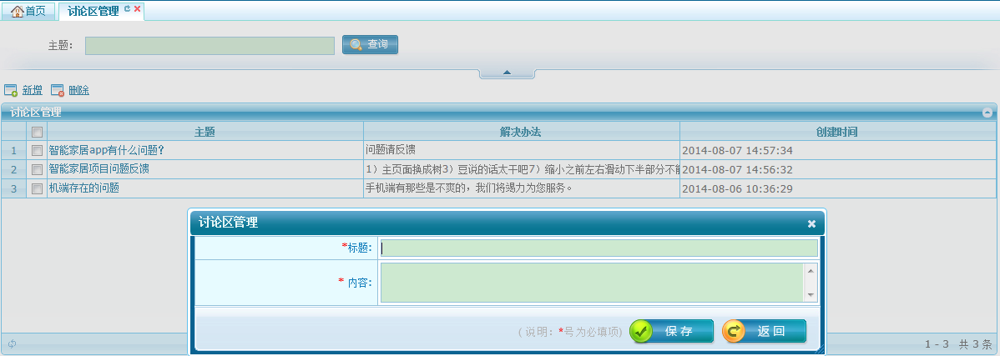 首页 讨论区管理
主题: 查询
新增 删除
讨论区管理
主题 解决办法 创建时间
1 智能家居app有什么问题? 问题请反馈 2014-08-07 14:57:34
2 智能家居项目问题反馈 1）主页面换成树3）豆说的话太干吧7）缩小之前左右滑动下半部分不能 2014-08-07 14:56:32
3 机端存在的问题 手机端有那些是不爽的，我们将竭力为您服务。 2014-08-06 10:36:29
讨论区管理
*标题:
* 内容:
( 说明: *号为必填项) 保 存 返 回
1 - 3 共 3 条